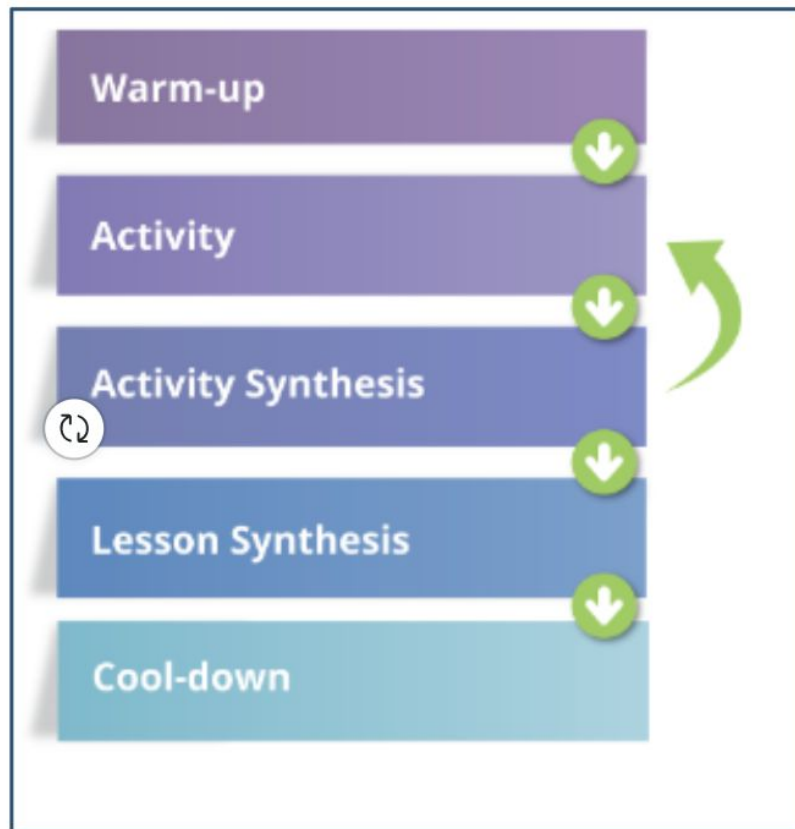 Warm-up
Activity
Activity Synthesis
Lesson Synthesis
Cool-down